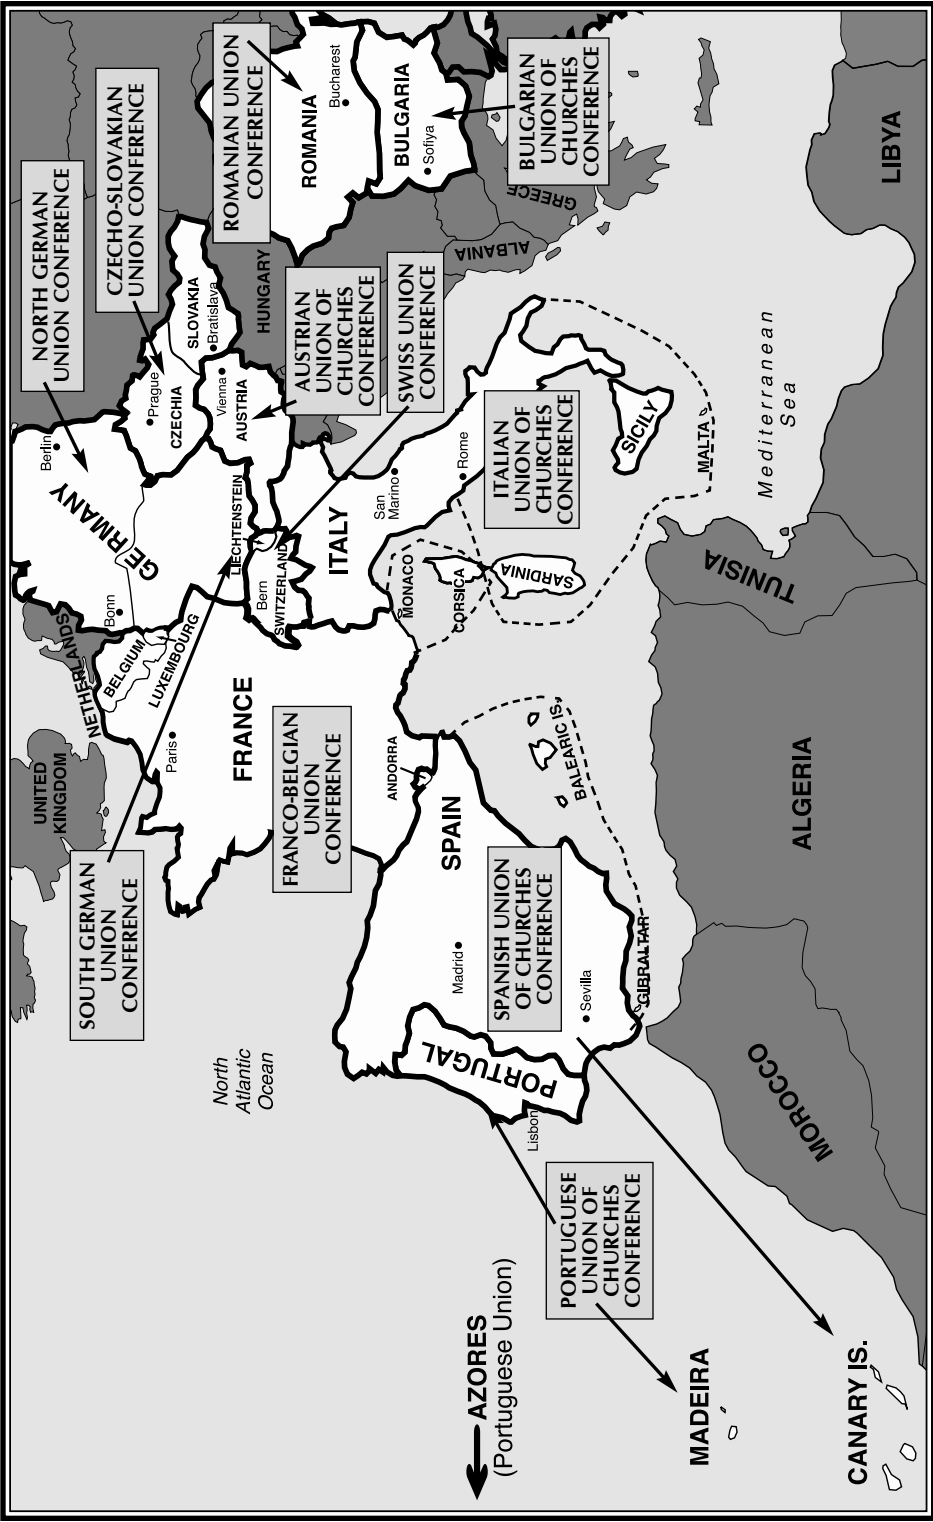 NORTH GERMAN
UNION CONFERENCE
CZECHO-SLOVAKIAN
UNION CONFERENCE
ROMANIAN UNION
CONFERENCE
BULGARIAN
UNION OF
CHURCHES
CONFERENCE
AUSTRIAN
UNION OF
CHURCHES
CONFERENCE
SWISS UNION
CONFERENCE
ITALIAN
UNION OF
CHURCHES
CONFERENCE
SOUTH GERMAN
UNION
CONFERENCE
FRANCO-BELGIAN
UNION
CONFERENCE
SPANISH UNION
OF CHURCHES
CONFERENCE
PORTUGUESE
UNION OF
CHURCHES
CONFERENCE
UNITED
KINGDOM
NETHERLANDS
BELGIUM
LUXEMBOURG
GERMANY
Berlin
Bonn
CZECHIA
Prague
SLOVAKIA
Bratislava
AUSTRIA
Vienna
HUNGARY
ROMANIA
Bucharest
BULGARIA
Sofiya
GREECE
ALBANIA
LIECHTENSTEIN
SWITZERLAND
Bern
ITALY
San
Marino
Rome
SICILY
MALTA
MONACO
CORSICA
SARDINIA
FRANCE
Paris
ANDORRA
SPAIN
Madrid
Sevilla
BALEARIC IS.
GIBRALTAR
PORTUGAL
Lisbon
North
Atlantic
Ocean
Mediterranean
Sea
LIBYA
TUNISIA
ALGERIA
MOROCCO
AZORES
(Portuguese Union)
MADEIRA
CANARY IS.